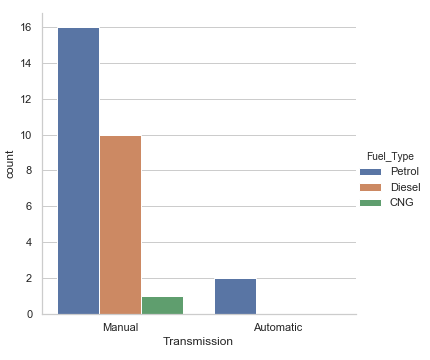 16
14
12
10
8
6
4
2
0
count
Manual
Automatic
Transmission
Fuel_Type
Petrol
Diesel
CNG